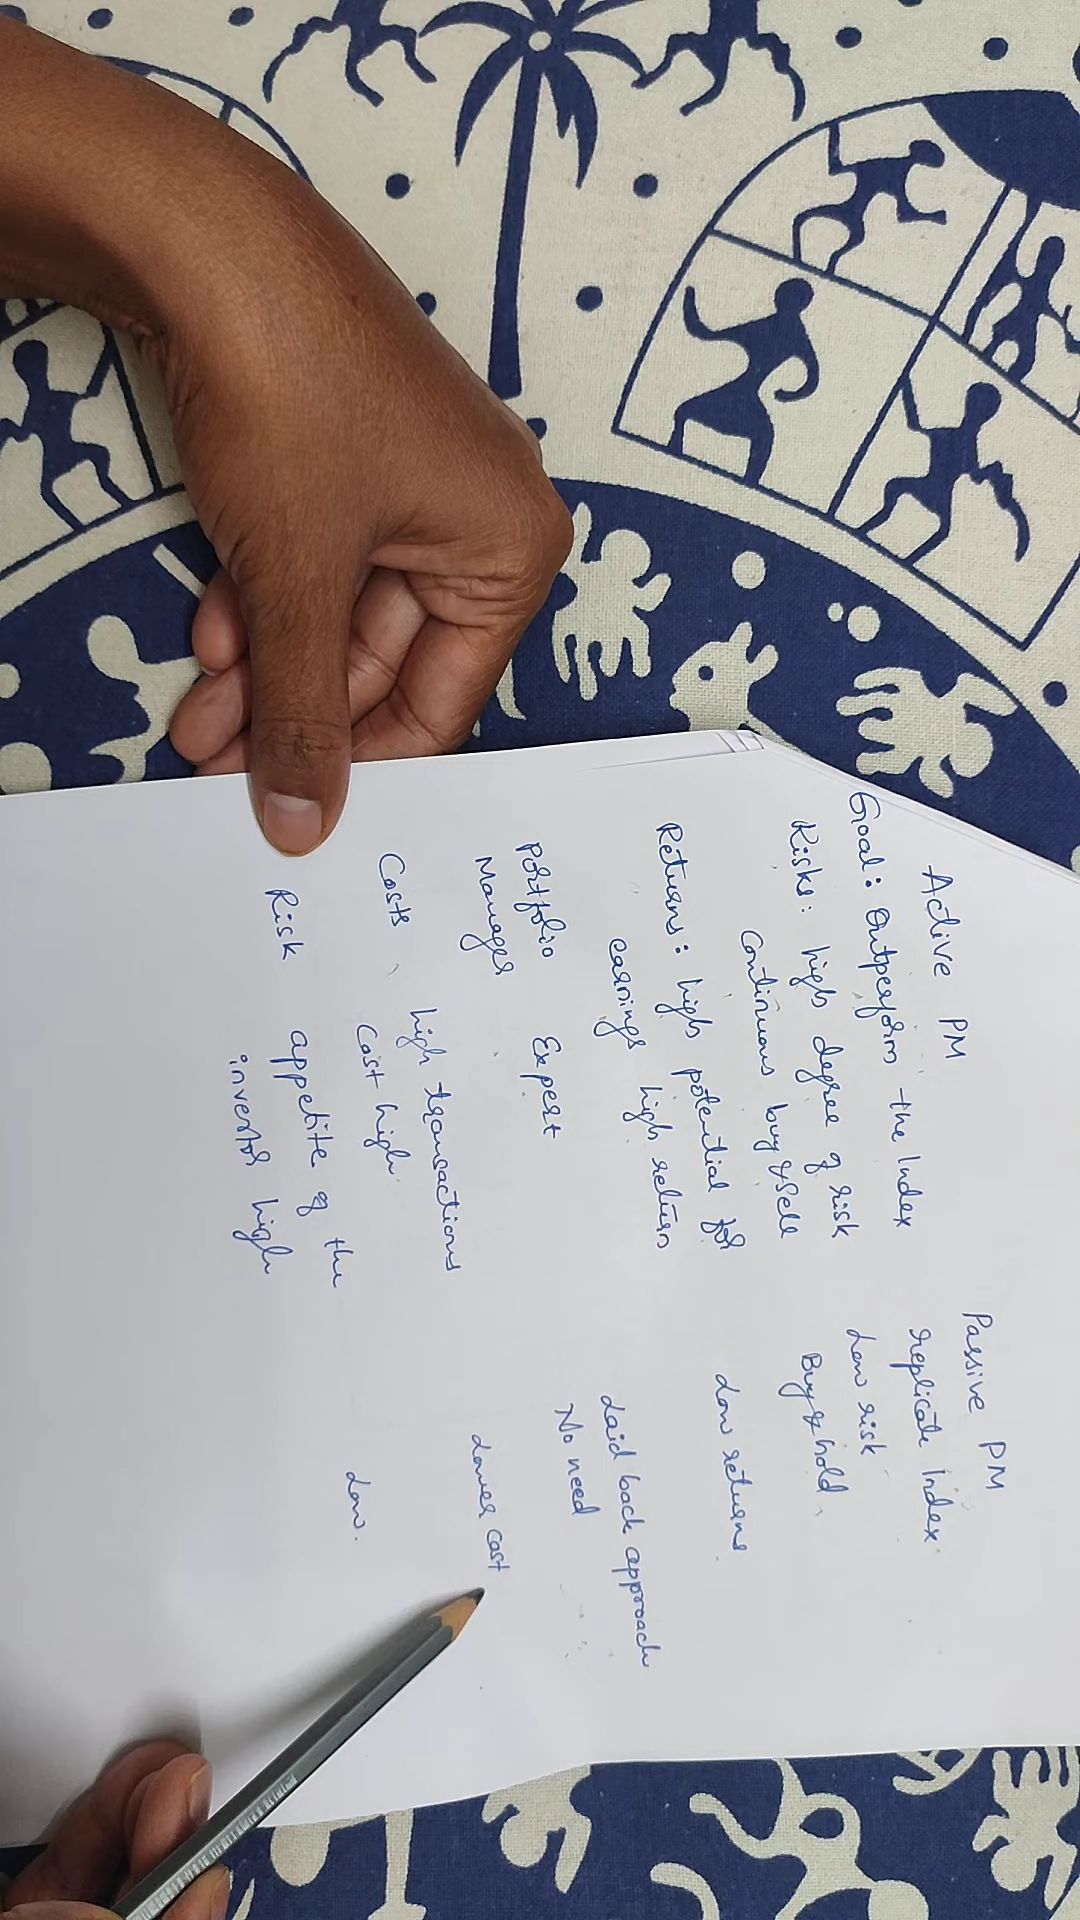 Active PM
Passive PM
Goal: Outperform the Index
replicate Index
Risks: high degree of risk
Low risk
Continuous buy & sell
Buy & hold
Returns: high potential for
Low returns
earnings high return
Laid back approach
Portfolio Expert
No need
Manager
Costs high transactions
Lower cost
Cost high
Risk appetite of the
Low.
investor high